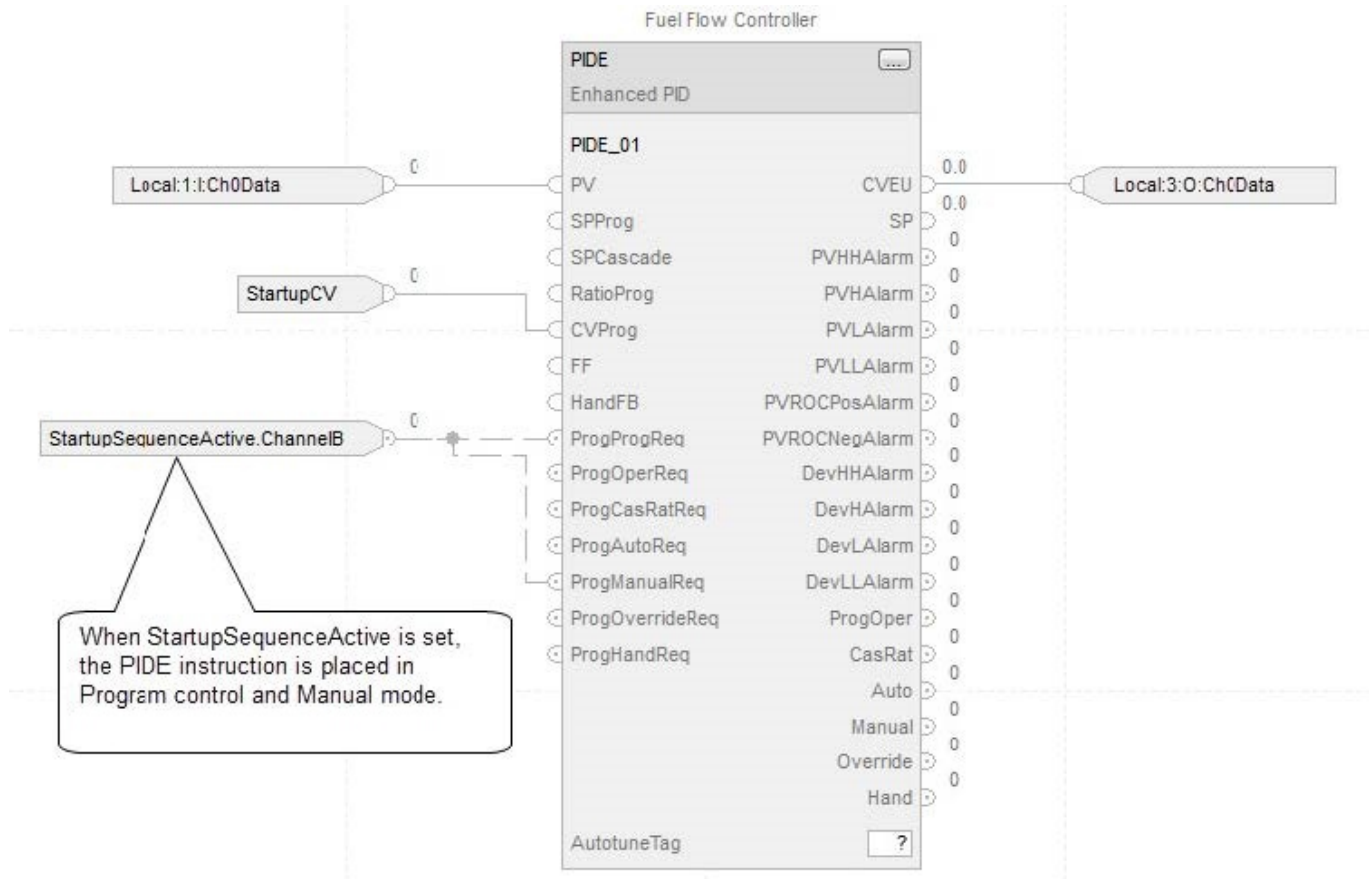 Fuel Flow Controller
PIDE ...
Enhanced PID
PIDE_01
Local:1:I:Ch0Data 0 PV CVEU 0.0 Local:3:O:Ch0Data
SPProg SP 0.0
SPCascade PVHHAlarm 0
StartupCV 0 RatioProg PVHAlarm 0
CVProg PVLAlarm 0
FF PVLLAlarm 0
HandFB PVROCPosAlarm 0
StartupSequenceActive.ChannelB 0 ProgProgReq PVROCNegAlarm 0
ProgOperReq DevHHAlarm 0
ProgCasRatReq DevHAlarm 0
ProgAutoReq DevLAlarm 0
ProgManualReq DevLLAlarm 0
ProgOverrideReq ProgOper 0
ProgHandReq CasRat 0
Auto 0
Manual 0
Override 0
Hand 0
AutotuneTag ?
When StartupSequenceActive is set,
the PIDE instruction is placed in
Program control and Manual mode.